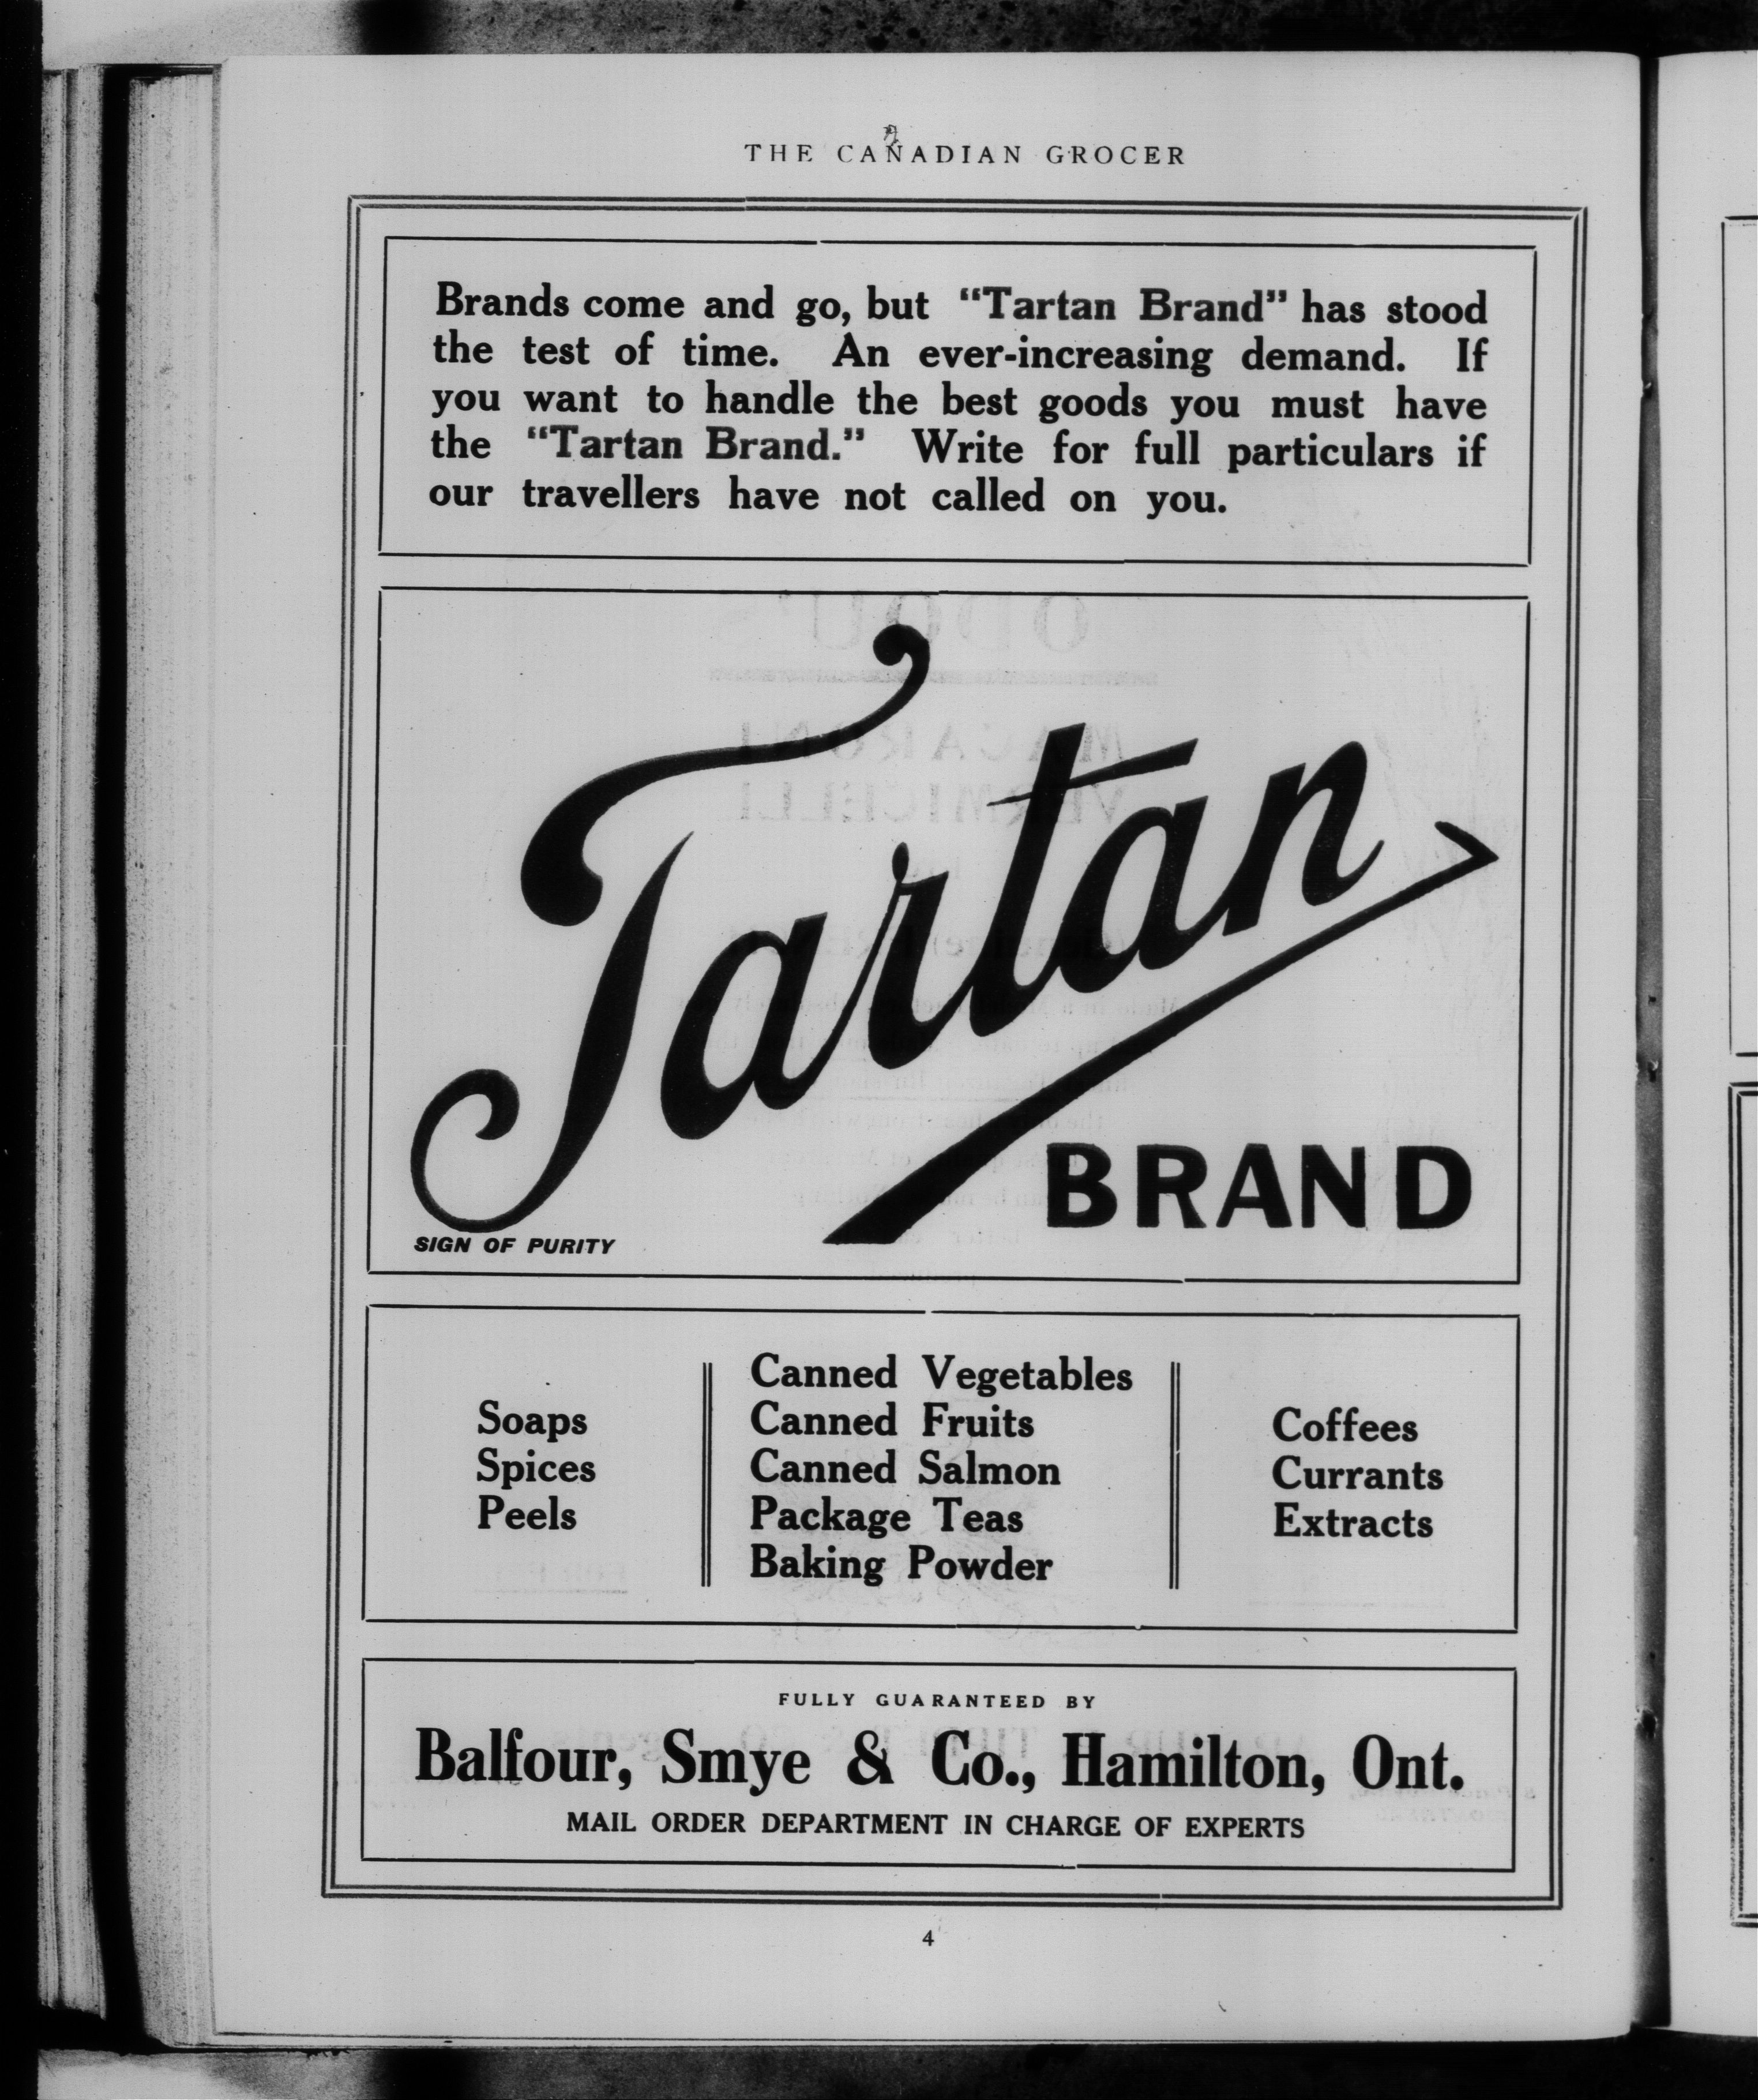 THE CANADIAN GROCER
Brands come and go, but “Tartan Brand” has stood
the test of time. An ever-increasing demand. If
you want to handle the best goods you must have
the “Tartan Brand.” Write for full particulars if
our travellers have not called on you.
Tartan
BRAND
SIGN OF PURITY
Soaps
Spices
Peels
Canned Vegetables
Canned Fruits
Canned Salmon
Package Teas
Baking Powder
Coffees
Currants
Extracts
FULLY GUARANTEED BY
Balfour, Smye & Co., Hamilton, Ont.
MAIL ORDER DEPARTMENT IN CHARGE OF EXPERTS
4